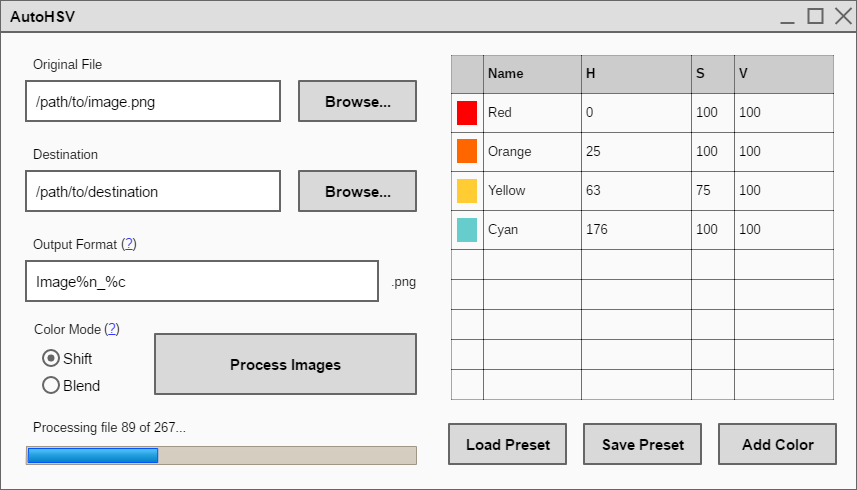 AutoHSV
Original File
/path/to/image.png
Browse...
Destination
/path/to/destination
Browse...
Output Format (?)
Image%n_%c
.png
Color Mode (?)
Shift
Blend
Process Images
Processing file 89 of 267...
Name H S V
Red 0 100 100
Orange 25 100 100
Yellow 63 75 100
Cyan 176 100 100
Load Preset
Save Preset
Add Color